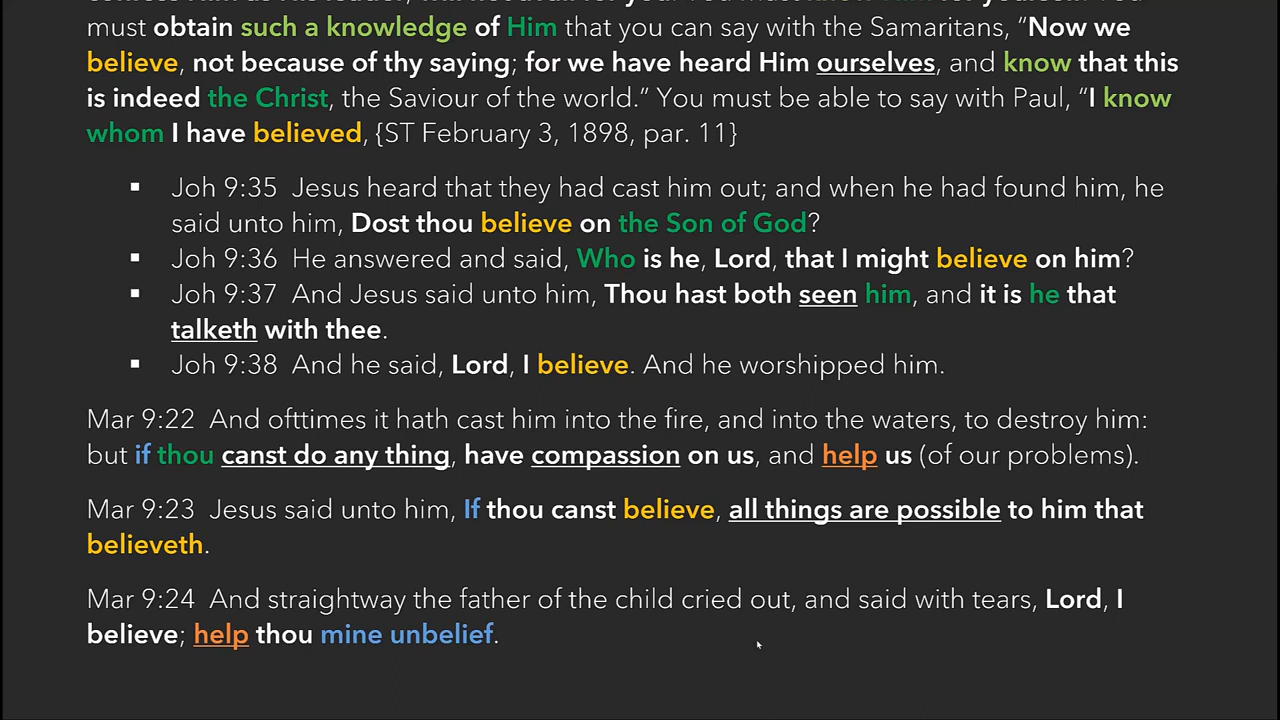 must obtain such a knowledge of Him that you can say with the Samaritans, “Now we
believe, not because of thy saying; for we have heard Him ourselves, and know that this
is indeed the Christ, the Saviour of the world.” You must be able to say with Paul, “I know
whom I have believed, {ST February 3, 1898, par. 11}
▪ Joh 9:35 Jesus heard that they had cast him out; and when he had found him, he
said unto him, Dost thou believe on the Son of God?
▪ Joh 9:36 He answered and said, Who is he, Lord, that I might believe on him?
▪ Joh 9:37 And Jesus said unto him, Thou hast both seen him, and it is he that
talketh with thee.
▪ Joh 9:38 And he said, Lord, I believe. And he worshipped him.
Mar 9:22 And ofttimes it hath cast him into the fire, and into the waters, to destroy him:
but if thou canst do any thing, have compassion on us, and help us (of our problems).
Mar 9:23 Jesus said unto him, If thou canst believe, all things are possible to him that
believeth.
Mar 9:24 And straightway the father of the child cried out, and said with tears, Lord, I
believe; help thou mine unbelief.